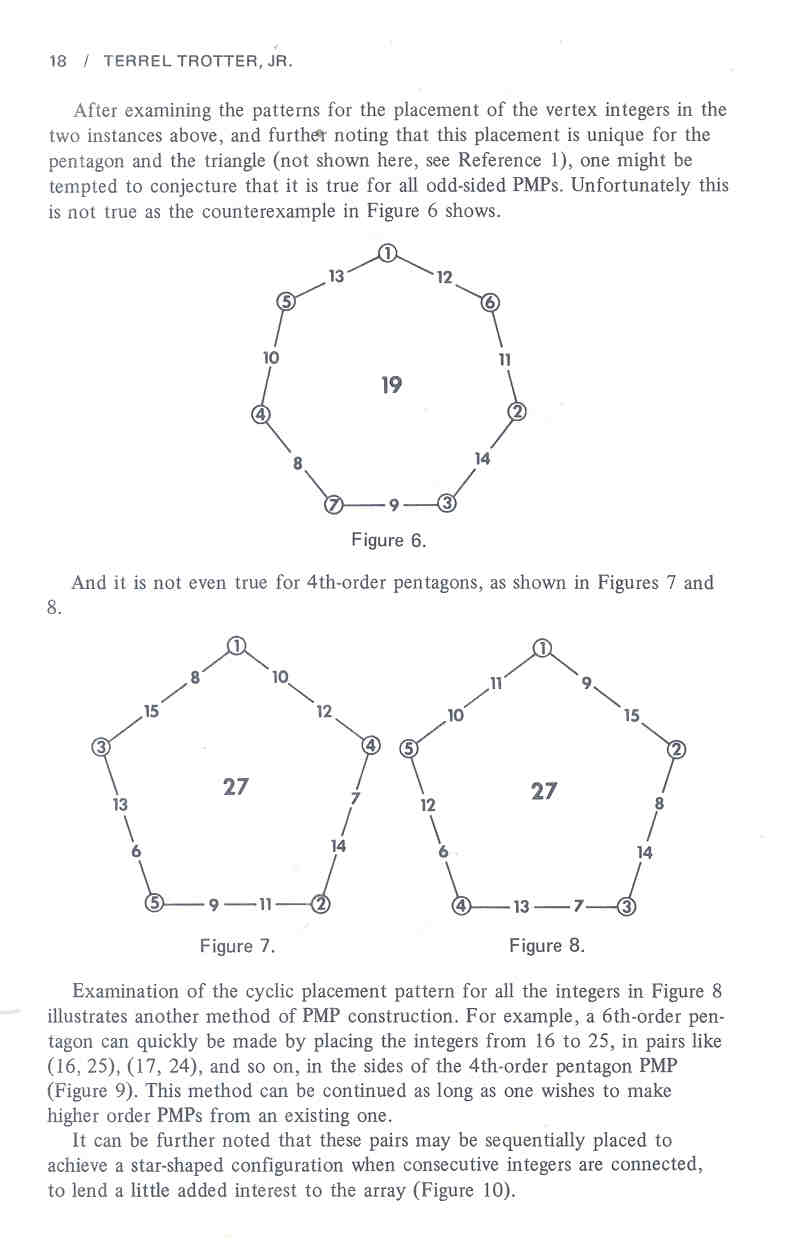 18 / TERREL TROTTER, JR.
After examining the patterns for the placement of the vertex integers in the
two instances above, and further noting that this placement is unique for the
pentagon and the triangle (not shown here, see Reference 1), one might be
tempted to conjecture that it is true for all odd-sided PMPs. Unfortunately this
is not true as the counterexample in Figure 6 shows.
1
13 12
5 6
10 11
19
4 2
8 14
7 9 3
Figure 6.
And it is not even true for 4th-order pentagons, as shown in Figures 7 and
8.
1
8 10
15 12
3 4
27
13 7
6 14
5 9 11 2
Figure 7.
1
11 9
10 15
5 2
27
12 8
6 14
4 13 7 3
Figure 8.
Examination of the cyclic placement pattern for all the integers in Figure 8
illustrates another method of PMP construction. For example, a 6th-order pen-
tagon can quickly be made by placing the integers from 16 to 25, in pairs like
(16, 25), (17, 24), and so on, in the sides of the 4th-order pentagon PMP
(Figure 9). This method can be continued as long as one wishes to make
higher order PMPs from an existing one.
It can be further noted that these pairs may be sequentially placed to
achieve a star-shaped configuration when consecutive integers are connected,
to lend a little added interest to the array (Figure 10).